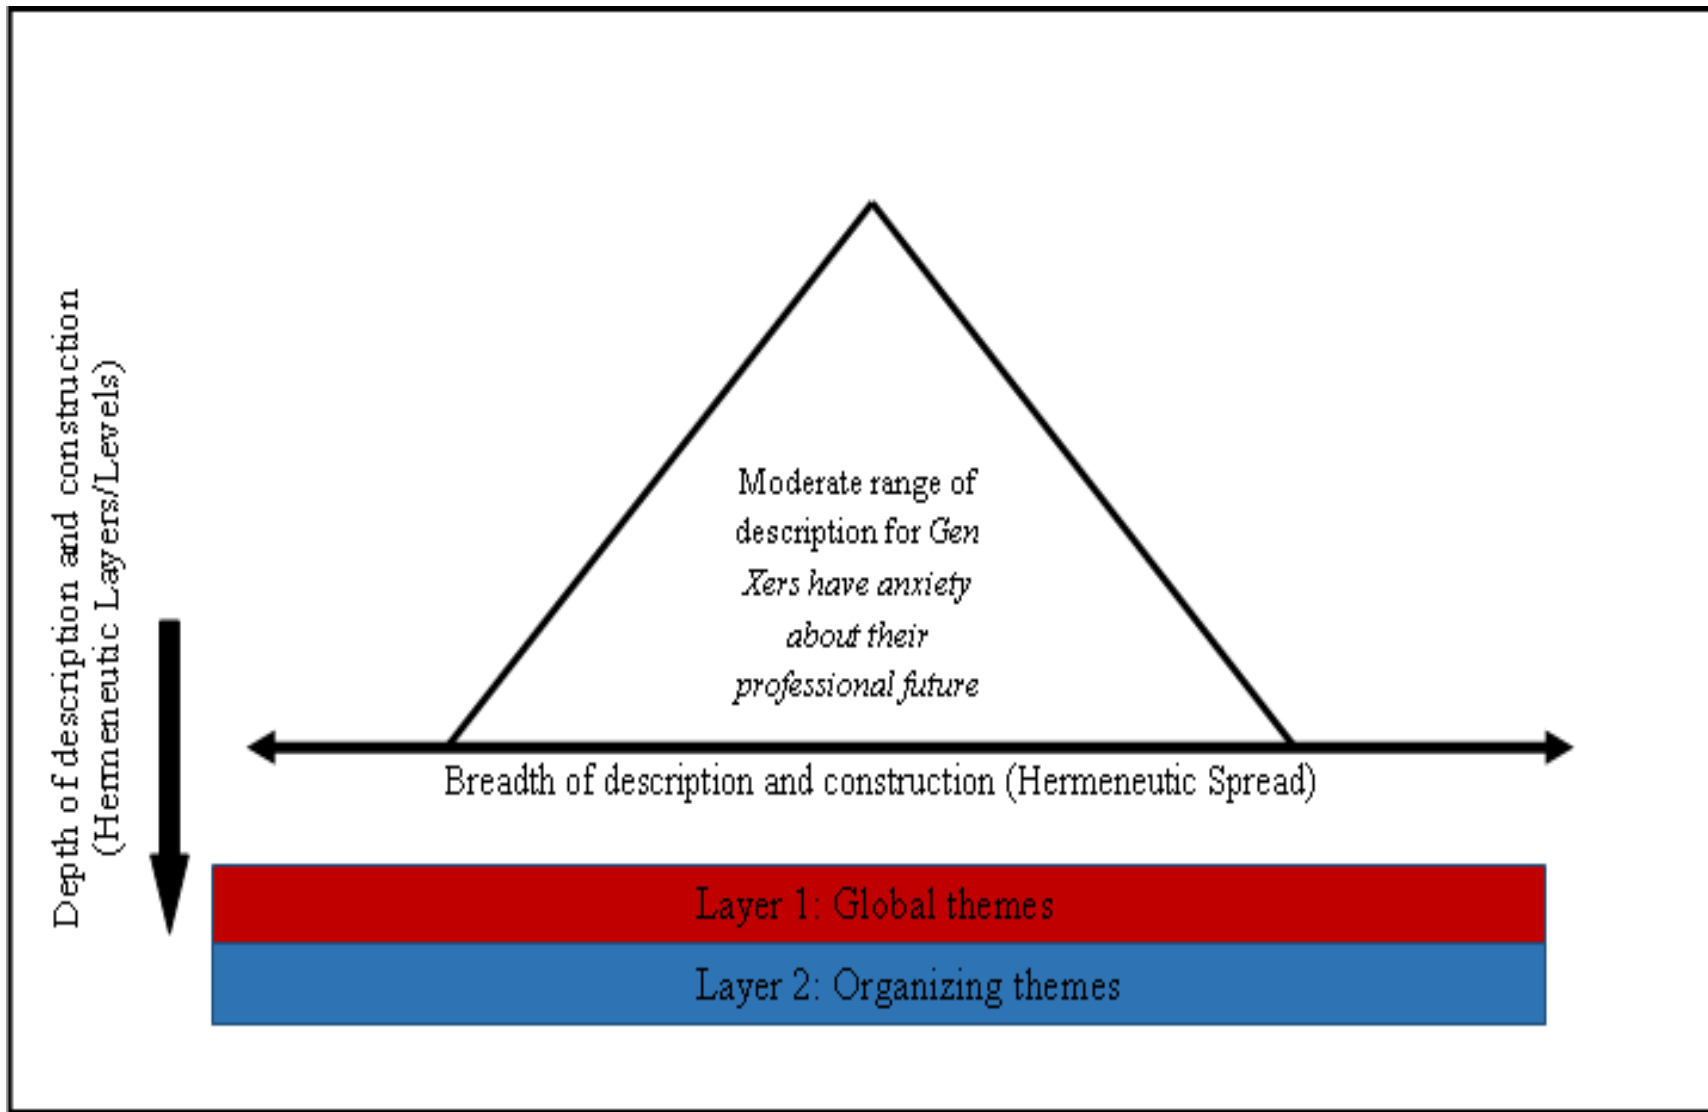 Depth of description and construction
(Hermeneutic Layers/Levels)
Moderate range of
description for Gen
Xers have anxiety
about their
professional future
Breadth of description and construction (Hermeneutic Spread)
Layer 1: Global themes
Layer 2: Organizing themes